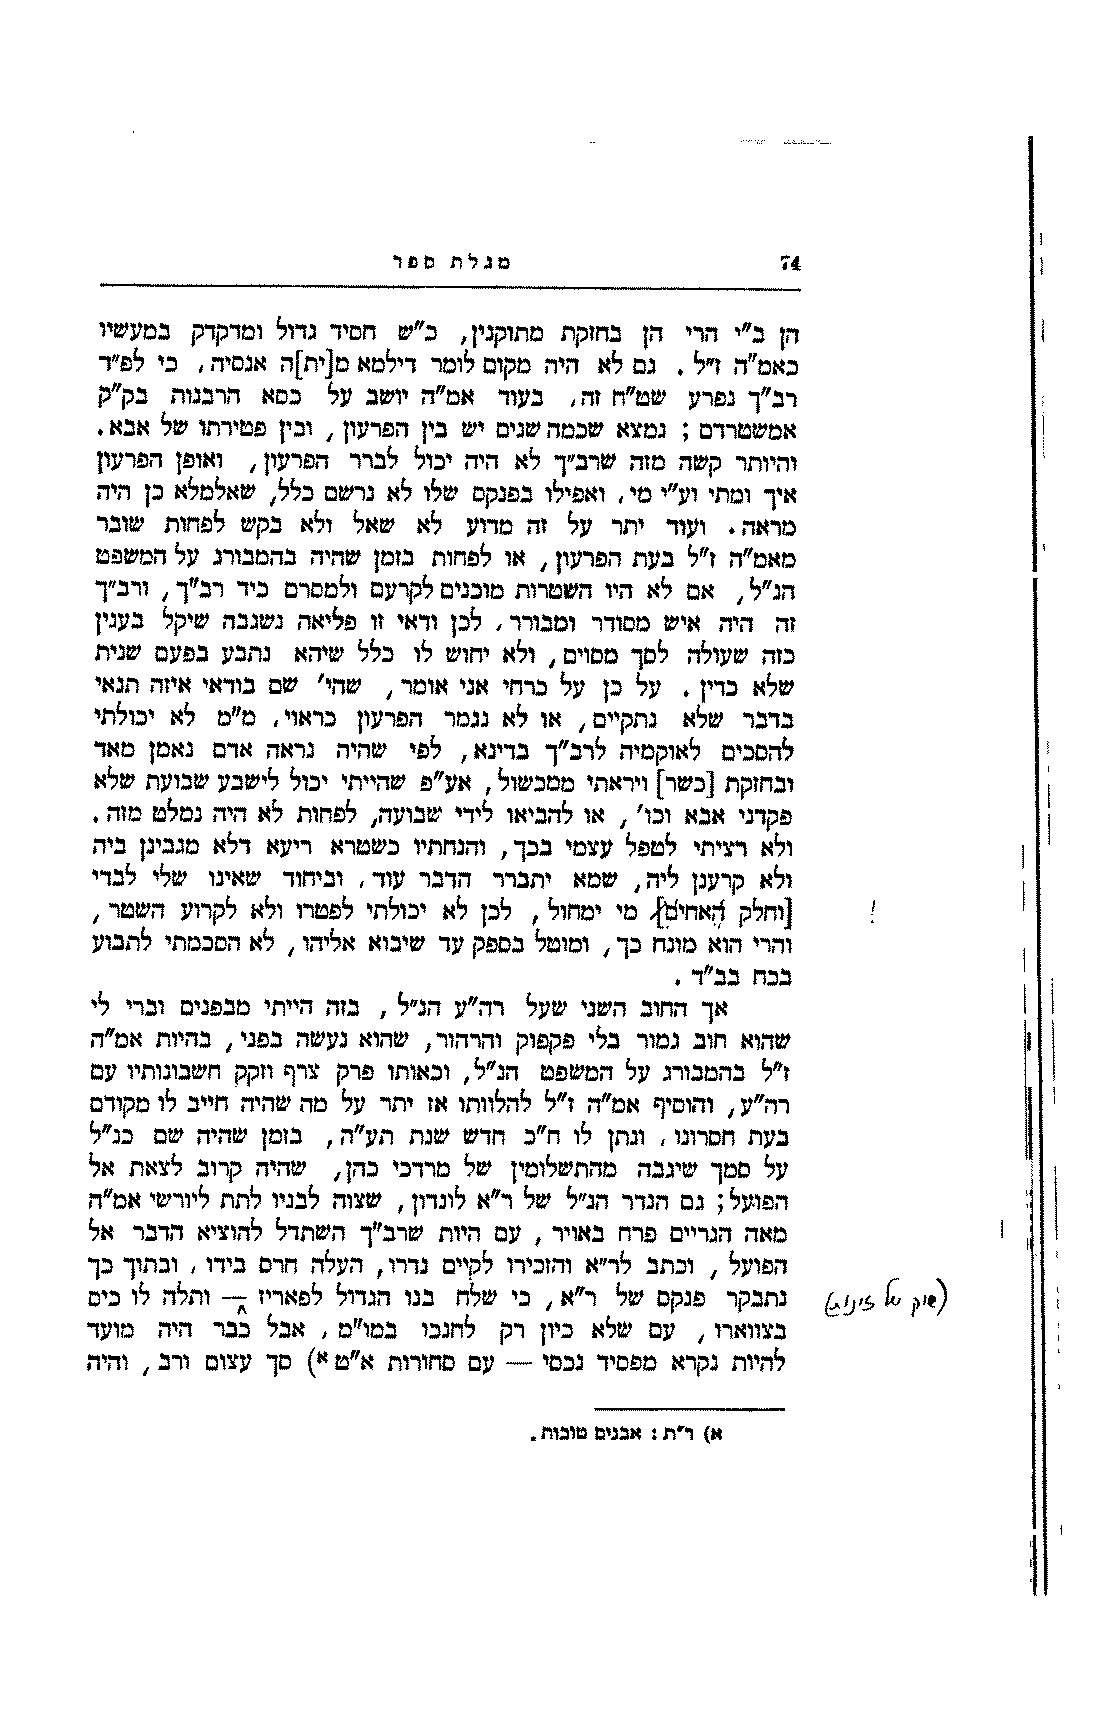 74 מגלת ספר
הן ב"י הרי הן בחזקת מתוקנין, כ"ש חסיד גדול ומדקדק במעשיו
כאמ"ה ז"ל. גם לא היה מקום לומר דילמא מ[ית]ה אנסיה, כי לפ"ד
רב"ך נפרע שט"ח זה, בעוד אמ"ה יושב על כסא הרבנות בק"ק
אמשטרדם; נמצא שכמה שנים יש בין הפרעון, ובין פטירתו של אבא.
והיותר קשה מזה שרב"ך לא היה יכול לברר הפרעון, ואופן הפרעון
איך ומתי וע"י מי, ואפילו בפנקס שלו לא נרשם כלל, שאלמלא כן היה
מראה. ועוד יתר על זה מדוע לא שאל ולא בקש לפחות שובר
מאמ"ה ז"ל בעת הפרעון, או לפחות בזמן שהיה בהמבורג על המשפט
הנ"ל, אם לא היו השטרות מוכנים לקרעם ולמסרם ביד רב"ך, ורב"ך
זה היה איש מסודר ומבורר, לכן ודאי זו פליאה נשגבה שיקל בענין
כזה שעולה לסך מסוים, ולא יחוש לו כלל שיהא נתבע בפעם שנית
שלא כדין. על כן על כרחי אני אומר, שהי' שם בודאי איזה תנאי
בדבר שלא נתקיים, או לא נגמר הפרעון כראוי, מ"מ לא יכולתי
להסכים לאוקמיה לרב"ך בדינא, לפי שהיה נראה אדם נאמן מאד
ובחזקת [כשר] ויראתי ממכשול, אע"פ שהייתי יכול לישבע שבועת שלא
פקדני אבא וכו', או להביאו לידי שבועה, לפחות לא היה נמלט מזה.
ולא רציתי לטפל עצמי בכך, והנחתיו כשטרא ריעא דלא מגבינן ביה
ולא קרענן ליה, שמא יתברר הדבר עוד, וביחוד שאינו שלי לבדי
! [וחלק האחים] מי ימחול, לכן לא יכולתי לפטרו ולא לקרוע השטר,
והרי הוא מונח כך, ומוטל בספק עד שיבוא אליהו, לא הסכמתי לתבוע
בכח בב"ד.
אך החוב השני שעל רה"ע הנ"ל, בזה הייתי מבפנים וברי לי
שהוא חוב גמור בלי פקפוק והרהור, שהוא נעשה בפני, בהיות אמ"ה
ז"ל בהמבורג על המשפט הנ"ל, ובאותו פרק צרף וזקק חשבונותיו עם
רה"ע, והוסיף אמ"ה ז"ל להלוותו אז יתר על מה שהיה חייב לו מקודם
בעת חסרונו, ונתן לו ח"כ חדש שנת תע"ה, בזמן שהיה שם כנ"ל
על סמך שיגבה מהתשלומין של מרדכי כהן, שהיה קרוב לצאת אל
הפועל; גם הנדר הנ"ל של ר"א לונדון, שצוה לבניו לתת ליורשי אמ"ה
מאה הגריים פרח באויר, עם היות שרב"ך השתדל להוציא הדבר אל
הפועל, וכתב לר"א והזכירו לקיים נדרו, העלה חרס בידו, ובתוך כך
נתבקר פנקס של ר"א, כי שלח בנו הגדול לפאריז — ותלה לו כיס
בצווארו, עם שלא כיון רק לחנכו במו"מ, אבל כבר היה מועד
להיות נקרא מפסיד נכסי — עם סחורות א"ט א) סך עצום ורב, והיה
א) ר"ת: אבנים טובות.